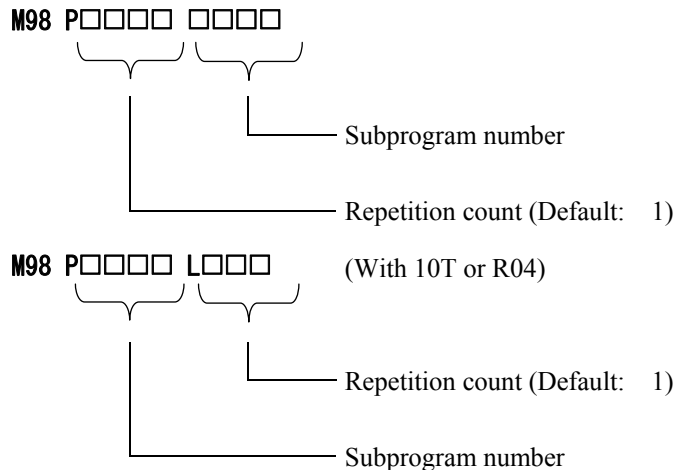 M98 P□□□□ □□□□
Subprogram number
Repetition count (Default: 1)
M98 P□□□□ L□□□ (With 10T or R04)
Repetition count (Default: 1)
Subprogram number